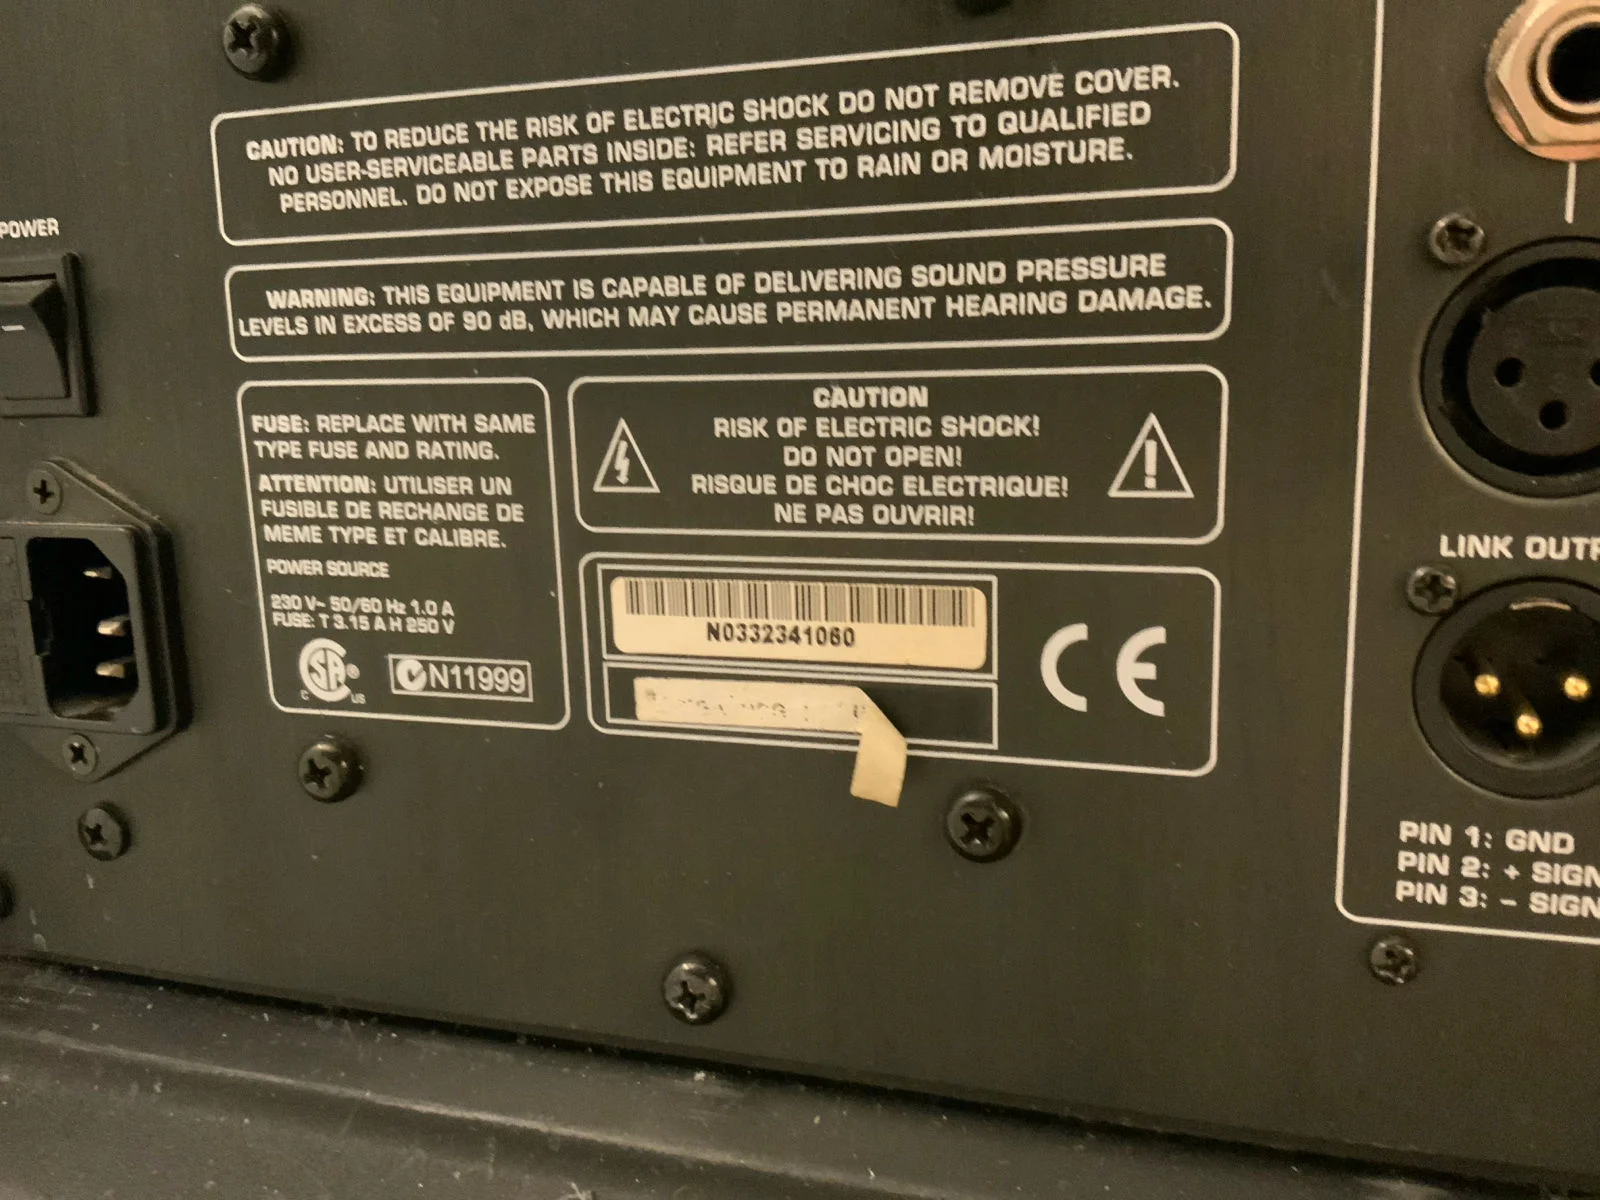 CAUTION: TO REDUCE THE RISK OF ELECTRIC SHOCK DO NOT REMOVE COVER.
NO USER-SERVICEABLE PARTS INSIDE: REFER SERVICING TO QUALIFIED
PERSONNEL. DO NOT EXPOSE THIS EQUIPMENT TO RAIN OR MOISTURE.
POWER
WARNING: THIS EQUIPMENT IS CAPABLE OF DELIVERING SOUND PRESSURE
LEVELS IN EXCESS OF 90 dB, WHICH MAY CAUSE PERMANENT HEARING DAMAGE.
FUSE: REPLACE WITH SAME
TYPE FUSE AND RATING.
ATTENTION: UTILISER UN
FUSIBLE DE RECHANGE DE
MEME TYPE ET CALIBRE.
POWER SOURCE
230 V~ 50/60 Hz 1.0 A
FUSE: T 3.15 A H 250 V
C SA® US
N11999
CAUTION
RISK OF ELECTRIC SHOCK!
DO NOT OPEN!
RISQUE DE CHOC ELECTRIQUE!
NE PAS OUVRIR!
N0332341060
CE
LINK OUTP
PIN 1: GND
PIN 2: + SIGN
PIN 3: - SIGN